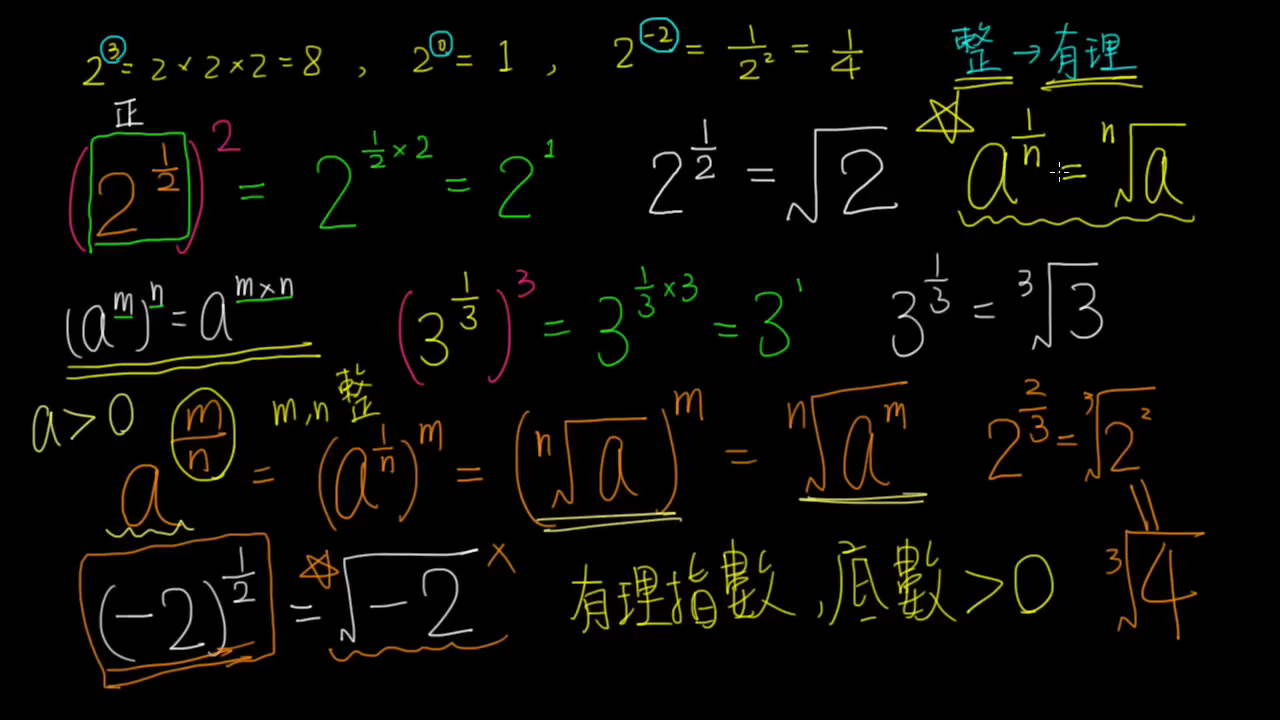 2³ = 2 × 2 × 2 = 8 , 2⁰ = 1 , 2⁻² = 1/2² = 1/4 整 → 有理
正
(2^(1/2))² = 2^(1/2 × 2) = 2¹ 2^(1/2) = √2 ☆ a^(1/n) = ⁿ√a
(a^m)^n = a^(m×n) (3^(1/3))³ = 3^(1/3 × 3) = 3¹ 3^(1/3) = ³√3
a > 0 m,n 整
a^(m/n) = (a^(1/n))^m = (ⁿ√a)^m = ⁿ√(a^m) 2^(2/3) = ³√(2²)
(-2)^(1/2) = ☆ √(-2) × 有理指數 , 底數 > 0 = ³√4